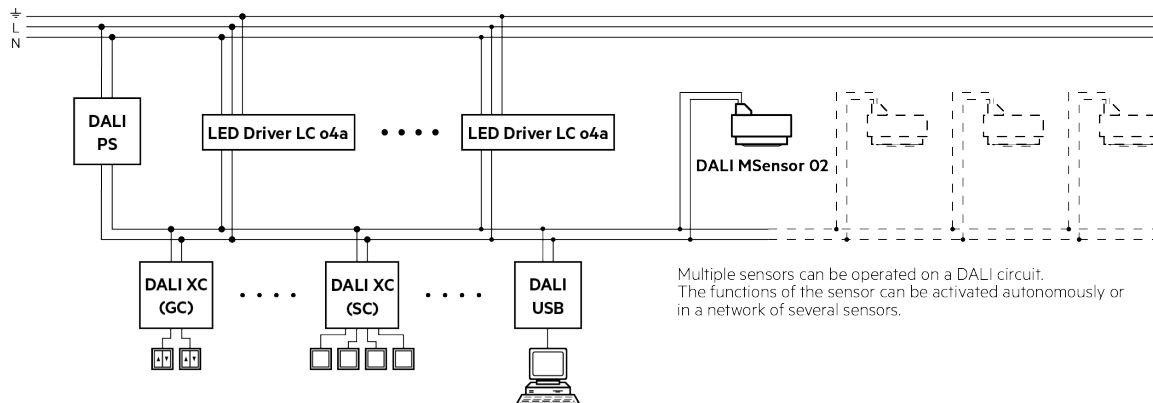 L
N
DALI
PS
LED Driver LC o4a
LED Driver LC o4a
DALI MSensor 02
DALI XC
(GC)
DALI XC
(SC)
DALI
USB
Multiple sensors can be operated on a DALI circuit.
The functions of the sensor can be activated autonomously or
in a network of several sensors.